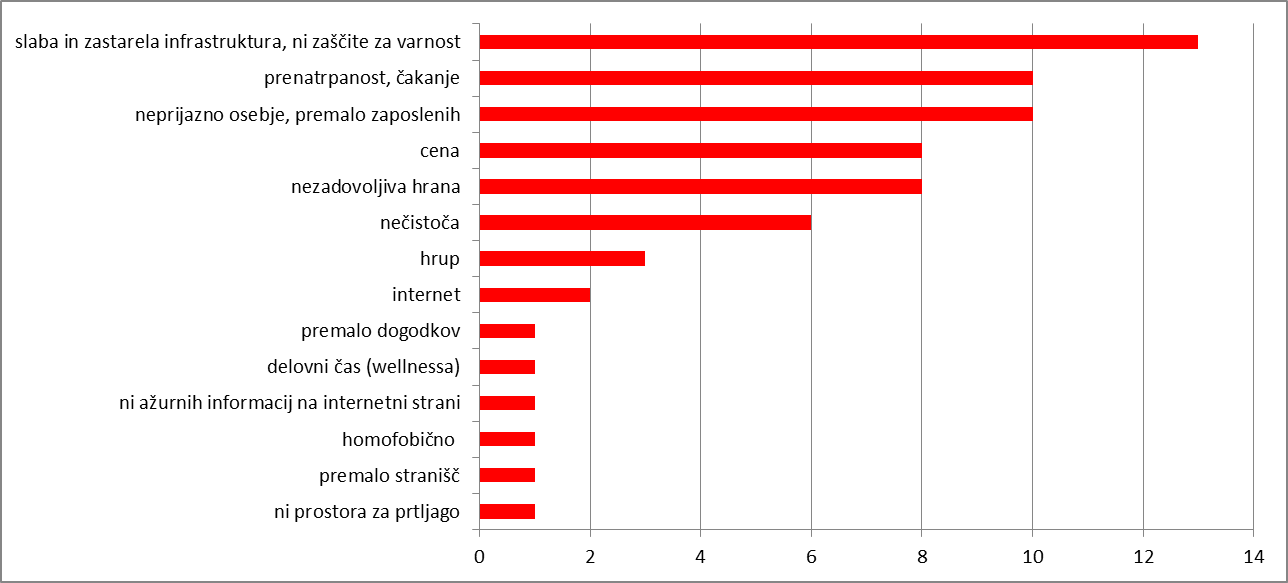 slaba in zastarela infrastruktura, ni zaščite za varnost
prenatrpanost, čakanje
neprijazno osebje, premalo zaposlenih
cena
nezadovoljiva hrana
nečistoča
hrup
internet
premalo dogodkov
delovni čas (wellnessa)
ni ažurnih informacij na internetni strani
homofobično
premalo stranišč
ni prostora za prtljago
0 2 4 6 8 10 12 14